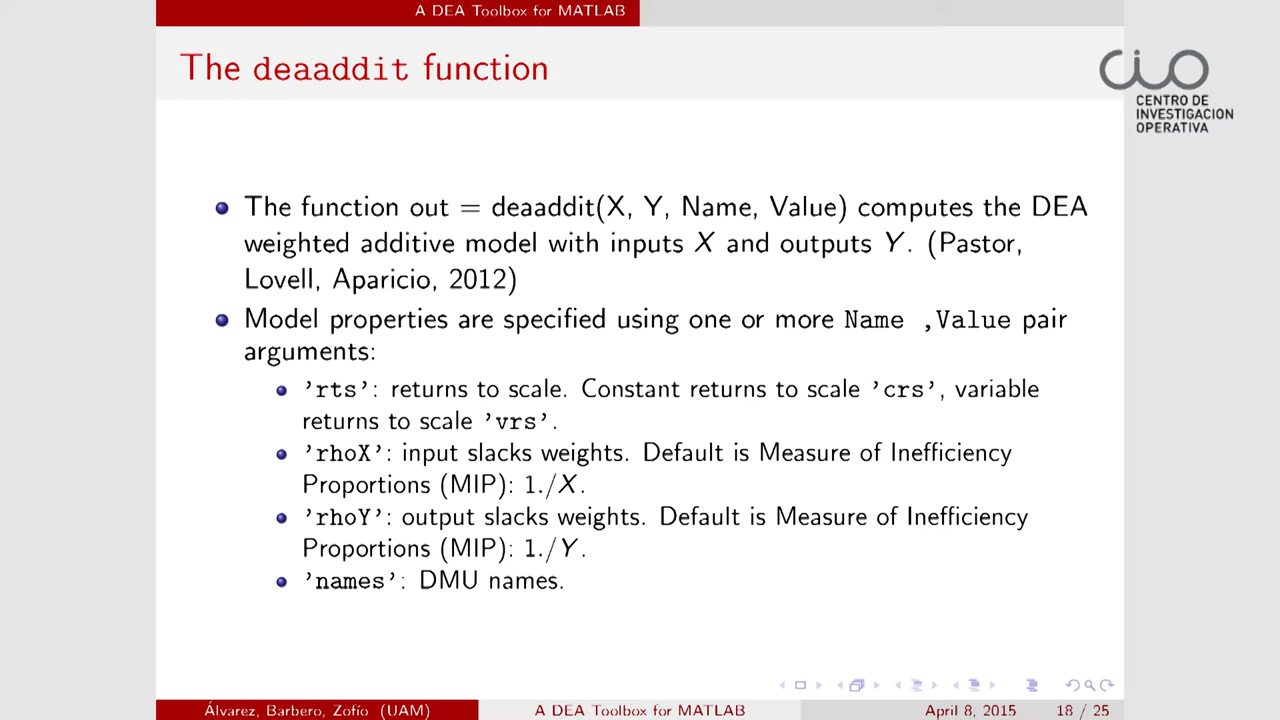 A DEA Toolbox for MATLAB
The deaaddit function
CIO
CENTRO DE
INVESTIGACION
OPERATIVA
The function out = deaaddit(X, Y, Name, Value) computes the DEA
weighted additive model with inputs X and outputs Y. (Pastor,
Lovell, Aparicio, 2012)
Model properties are specified using one or more Name ,Value pair
arguments:
’rts’: returns to scale. Constant returns to scale ’crs’, variable
returns to scale ’vrs’.
’rhoX’: input slacks weights. Default is Measure of Inefficiency
Proportions (MIP): 1./X.
’rhoY’: output slacks weights. Default is Measure of Inefficiency
Proportions (MIP): 1./Y.
’names’: DMU names.
Álvarez, Barbero, Zofío (UAM) A DEA Toolbox for MATLAB April 8, 2015 18 / 25